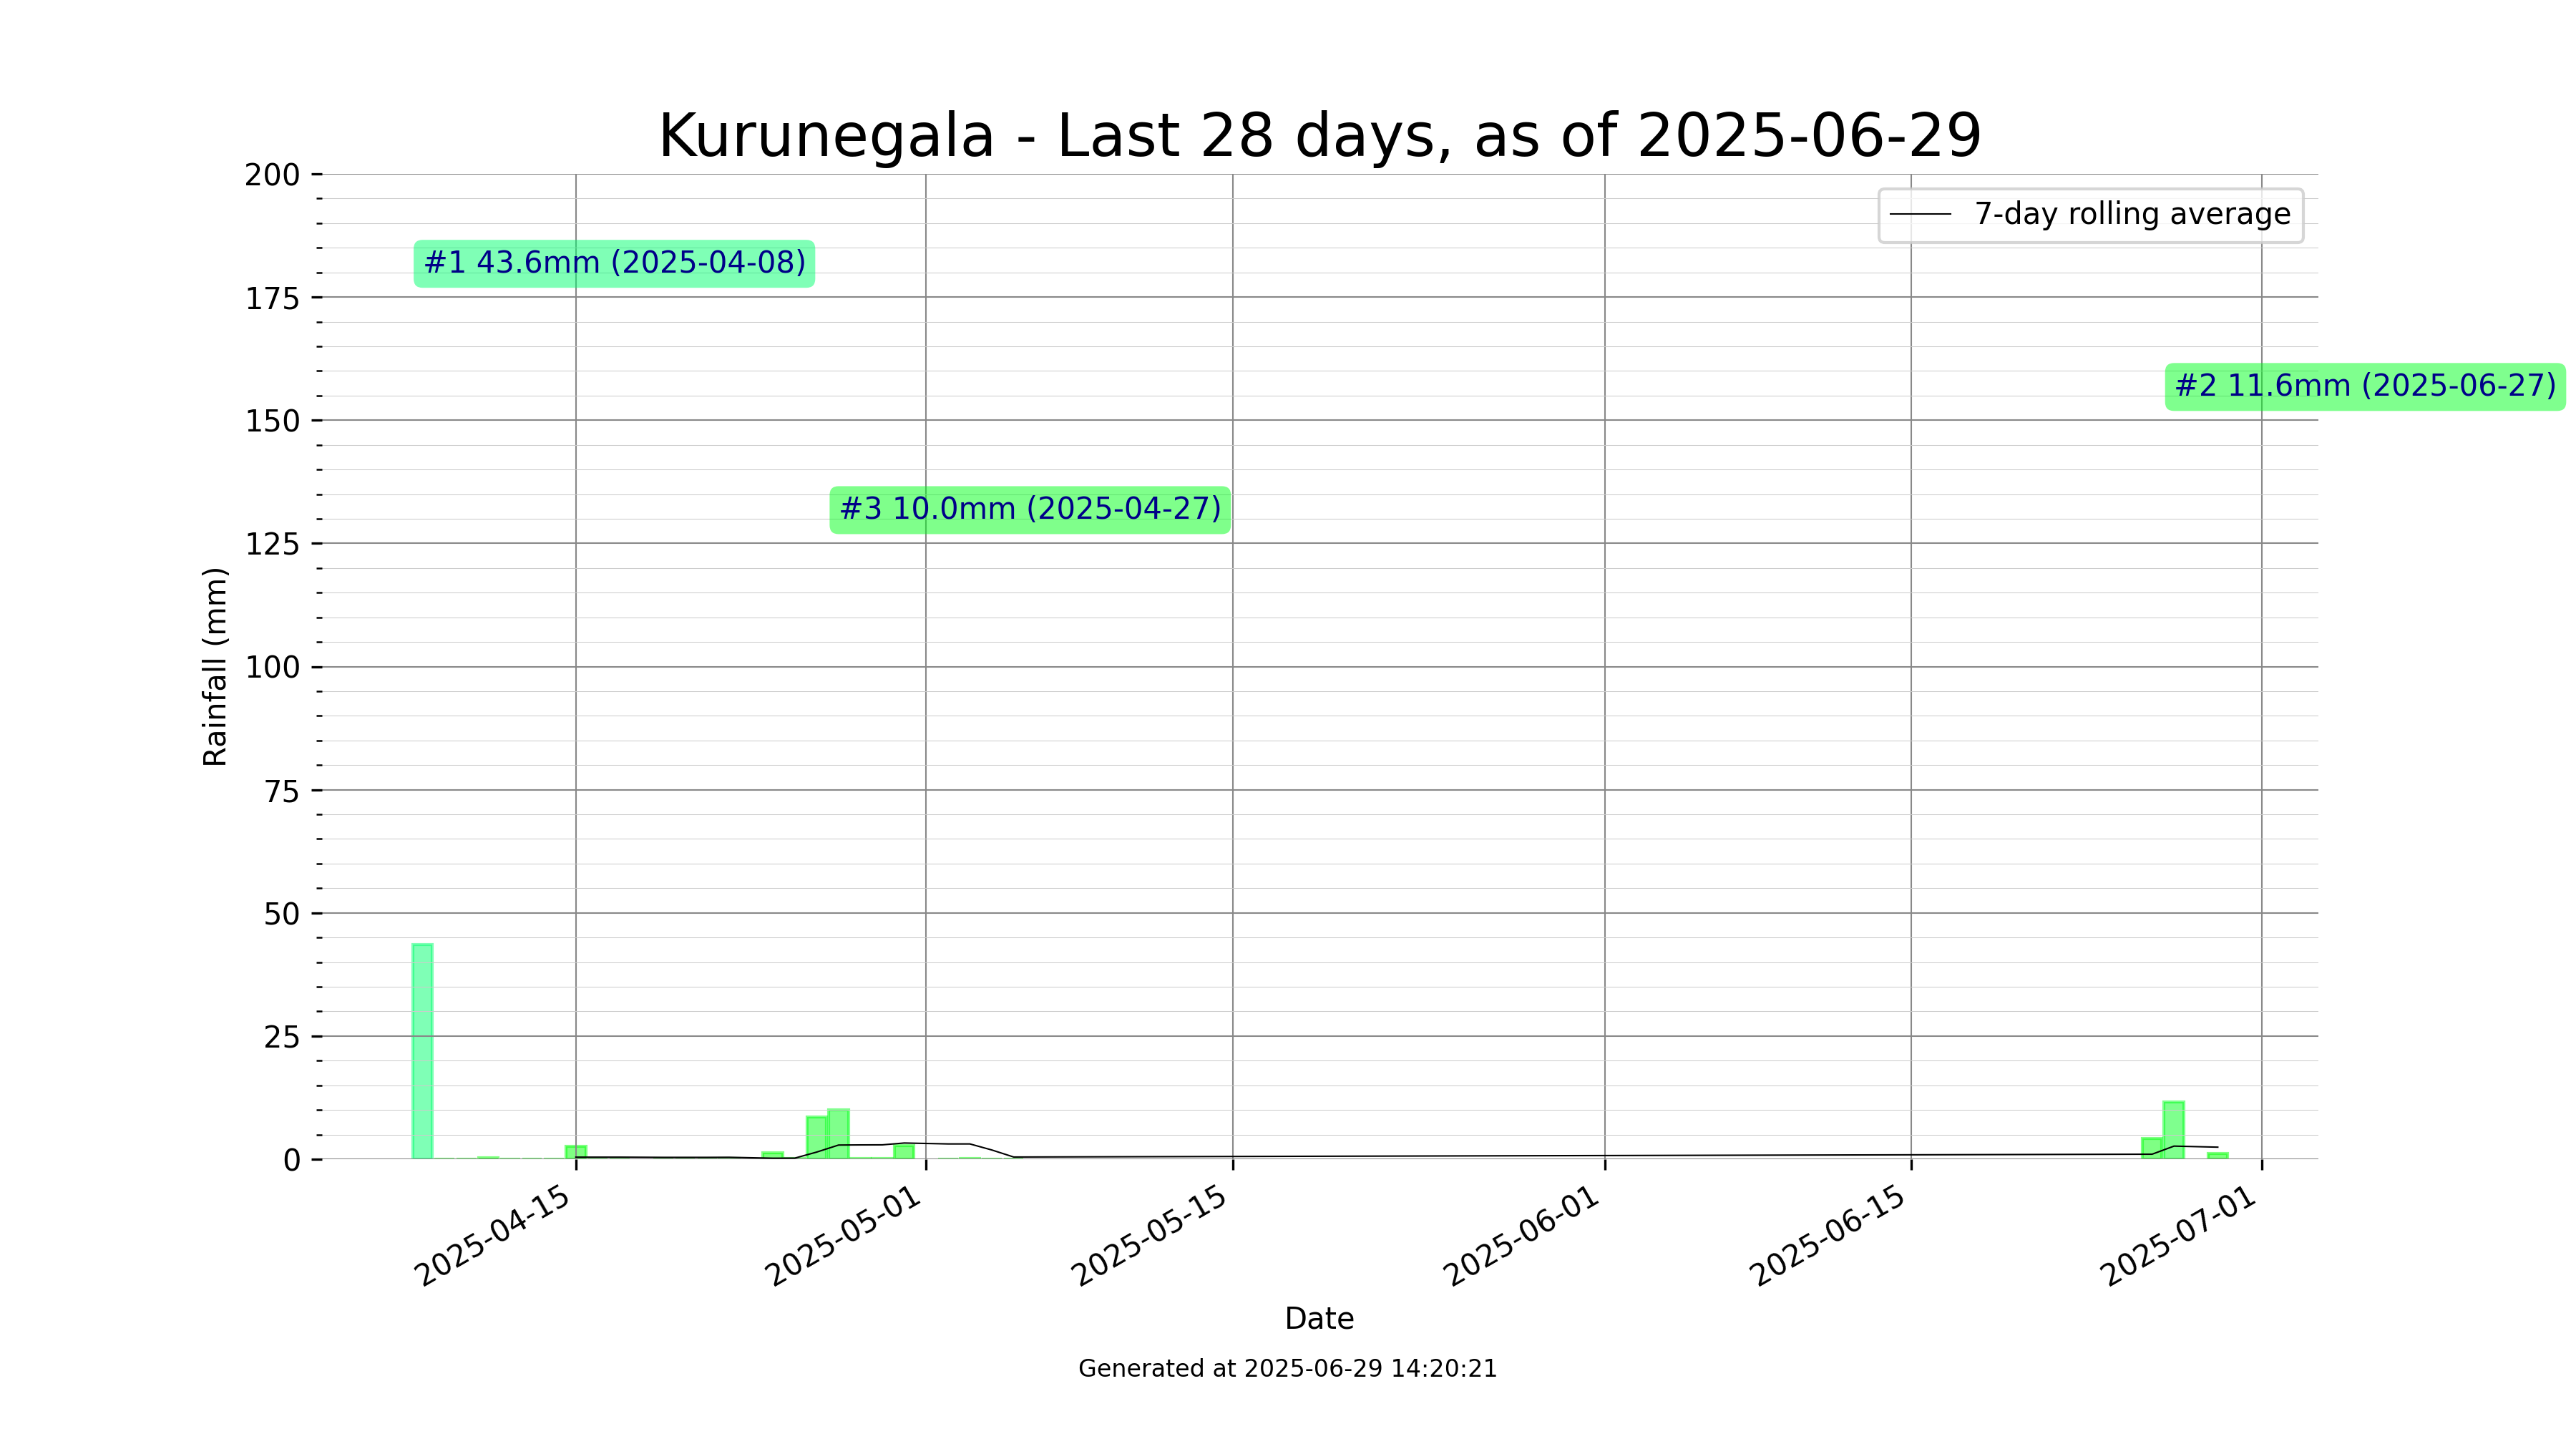 Kurunegala - Last 28 days, as of 2025-06-29
200
175
150
125
100
75
50
25
0
Rainfall (mm)
7-day rolling average
#1 43.6mm (2025-04-08)
#2 11.6mm (2025-06-27)
#3 10.0mm (2025-04-27)
2025-04-15
2025-05-01
2025-05-15
2025-06-01
2025-06-15
2025-07-01
Date
Generated at 2025-06-29 14:20:21